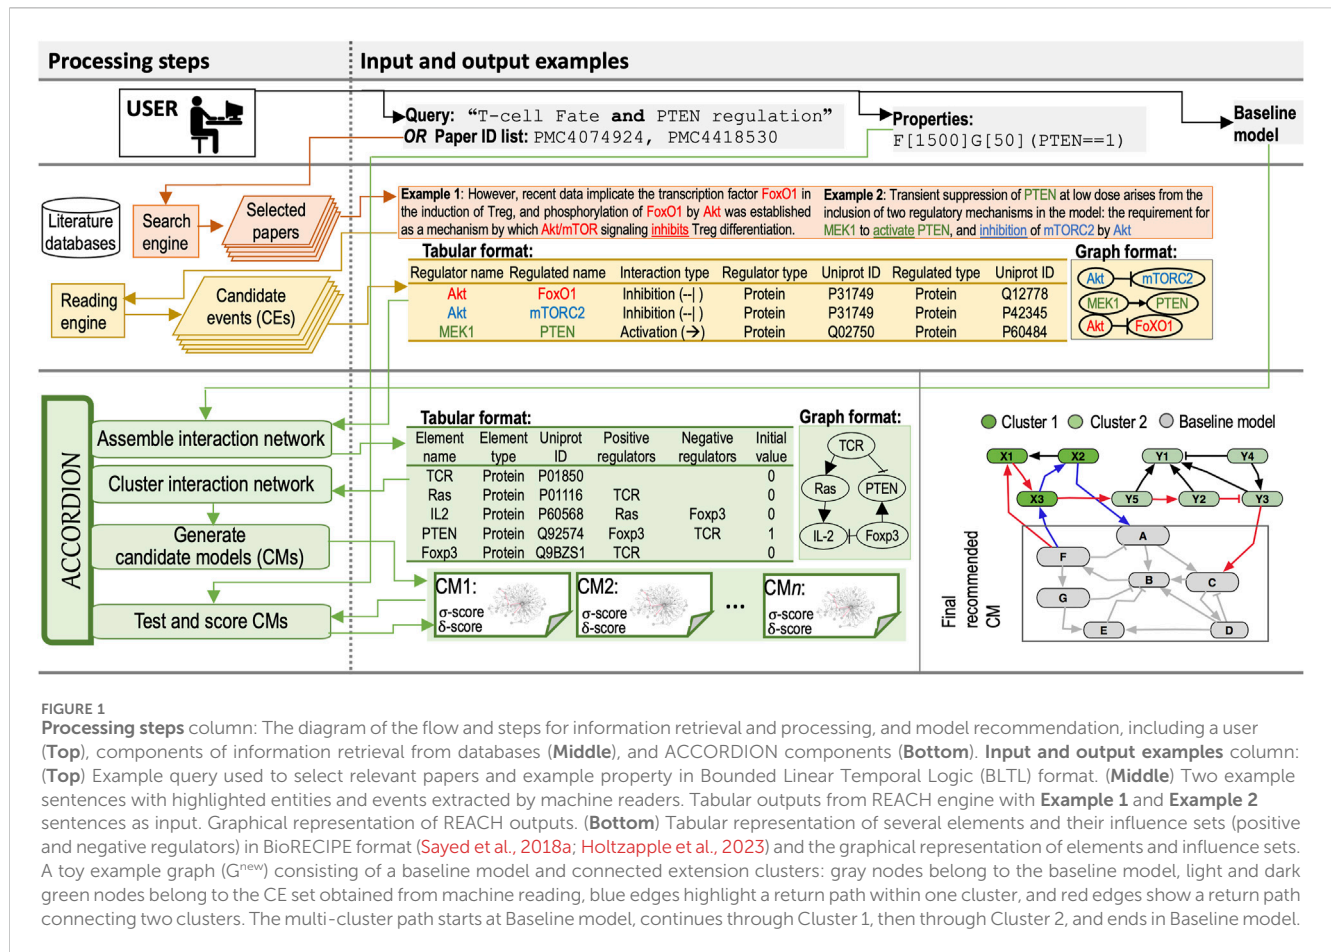 Processing steps
Input and output examples
USER
Query: “T-cell Fate and PTEN regulation”
OR Paper ID list: PMC4074924, PMC4418530
Properties:
F[1500]G[50](PTEN==1)
Baseline
model
Literature
databases
Search
engine
Selected
papers
Example 1: However, recent data implicate the transcription factor FoxO1 in
the induction of Treg, and phosphorylation of FoxO1 by Akt was established
as a mechanism by which Akt/mTOR signaling inhibits Treg differentiation.
Example 2: Transient suppression of PTEN at low dose arises from the
inclusion of two regulatory mechanisms in the model: the requirement for
MEK1 to activate PTEN, and inhibition of mTORC2 by Akt
Reading
engine
Candidate
events (CEs)
Tabular format:
Regulator name Regulated name Interaction type Regulator type Uniprot ID Regulated type Uniprot ID
Akt FoxO1 Inhibition (--| ) Protein P31749 Protein Q12778
Akt mTORC2 Inhibition (--| ) Protein P31749 Protein P42345
MEK1 PTEN Activation (→) Protein Q02750 Protein P60484
Graph format:
Akt mTORC2
MEK1 PTEN
Akt FoXO1
ACCORDION
Assemble interaction network
Cluster interaction network
Generate
candidate models (CMs)
Test and score CMs
Tabular format:
Element Element Uniprot Positive Negative Initial
name type ID regulators regulators value
TCR Protein P01850 0
Ras Protein P01116 TCR 0
IL2 Protein P60568 Ras Foxp3 0
PTEN Protein Q92574 Foxp3 TCR 1
Foxp3 Protein Q9BZS1 TCR 0
Graph format:
TCR
Ras PTEN
IL-2 Foxp3
CM1:
σ-score
δ-score
CM2:
σ-score
δ-score
...
CMn:
σ-score
δ-score
Cluster 1 Cluster 2 Baseline model
X1 X2 Y1 Y4
X3 Y5 Y2 Y3
A
F
B C
G
E D
Final
recommended
CM
FIGURE 1
Processing steps column: The diagram of the flow and steps for information retrieval and processing, and model recommendation, including a user
(Top), components of information retrieval from databases (Middle), and ACCORDION components (Bottom). Input and output examples column:
(Top) Example query used to select relevant papers and example property in Bounded Linear Temporal Logic (BLTL) format. (Middle) Two example
sentences with highlighted entities and events extracted by machine readers. Tabular outputs from REACH engine with Example 1 and Example 2
sentences as input. Graphical representation of REACH outputs. (Bottom) Tabular representation of several elements and their influence sets (positive
and negative regulators) in BioRECIPE format (Sayed et al., 2018a; Holtzapple et al., 2023) and the graphical representation of elements and influence sets.
A toy example graph (Gnew) consisting of a baseline model and connected extension clusters: gray nodes belong to the baseline model, light and dark
green nodes belong to the CE set obtained from machine reading, blue edges highlight a return path within one cluster, and red edges show a return path
connecting two clusters. The multi-cluster path starts at Baseline model, continues through Cluster 1, then through Cluster 2, and ends in Baseline model.